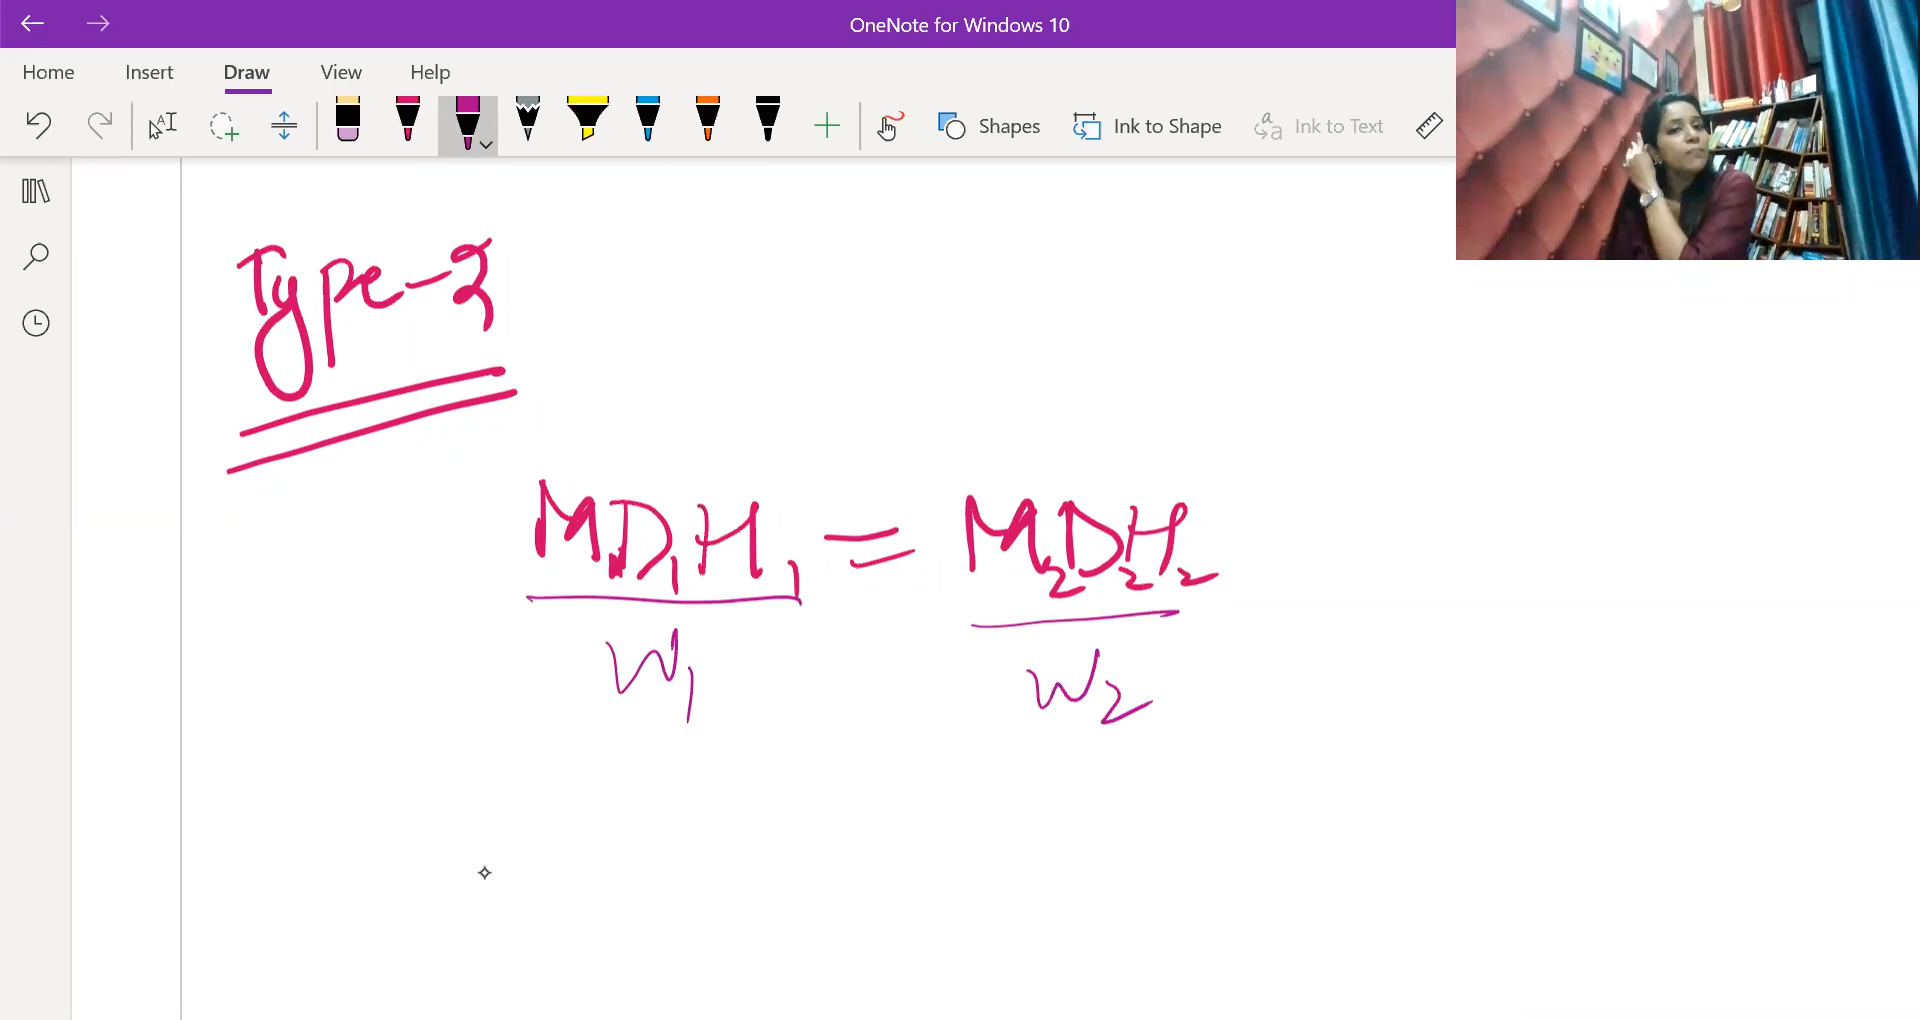 OneNote for Windows 10
Home Insert Draw View Help
Shapes Ink to Shape Ink to Text
Type-2
M₁D₁H₁ = M₂D₂H₂
W₁ W₂